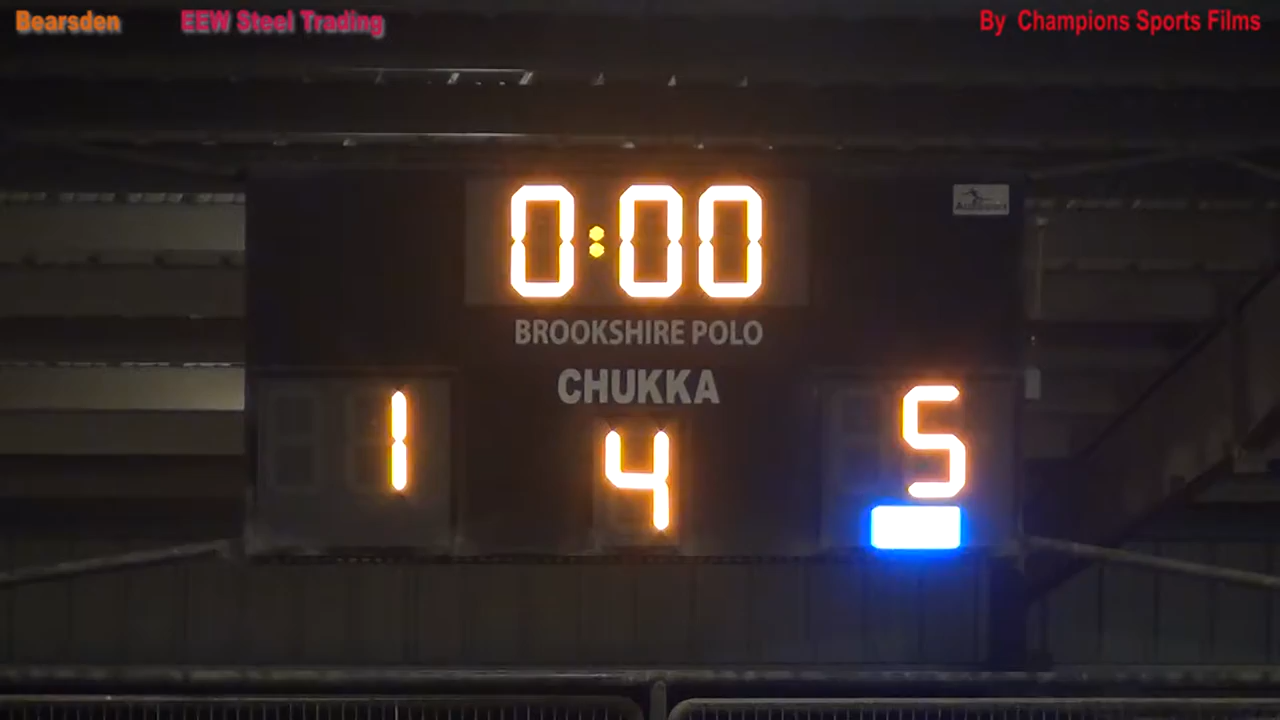 Bearsden EEW Steel Trading By Champions Sports Films
0:00
BROOKSHIRE POLO
CHUKKA
1 4 5